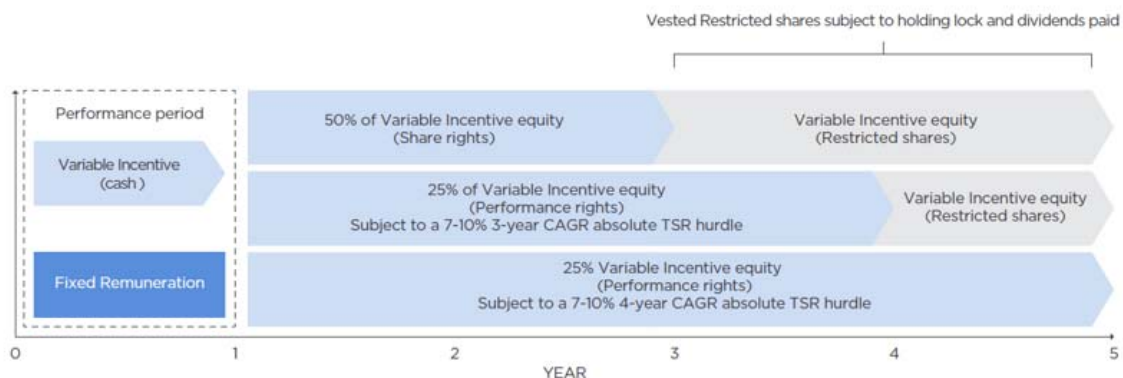 Vested Restricted shares subject to holding lock and dividends paid
Performance period
Variable Incentive
(cash )
Fixed Remuneration
50% of Variable Incentive equity
(Share rights)
Variable Incentive equity
(Restricted shares)
25% of Variable Incentive equity
(Performance rights)
Subject to a 7-10% 3-year CAGR absolute TSR hurdle
Variable Incentive equity
(Restricted shares)
25% Variable Incentive equity
(Performance rights)
Subject to a 7-10% 4-year CAGR absolute TSR hurdle
0 1 2 3 4 5
YEAR